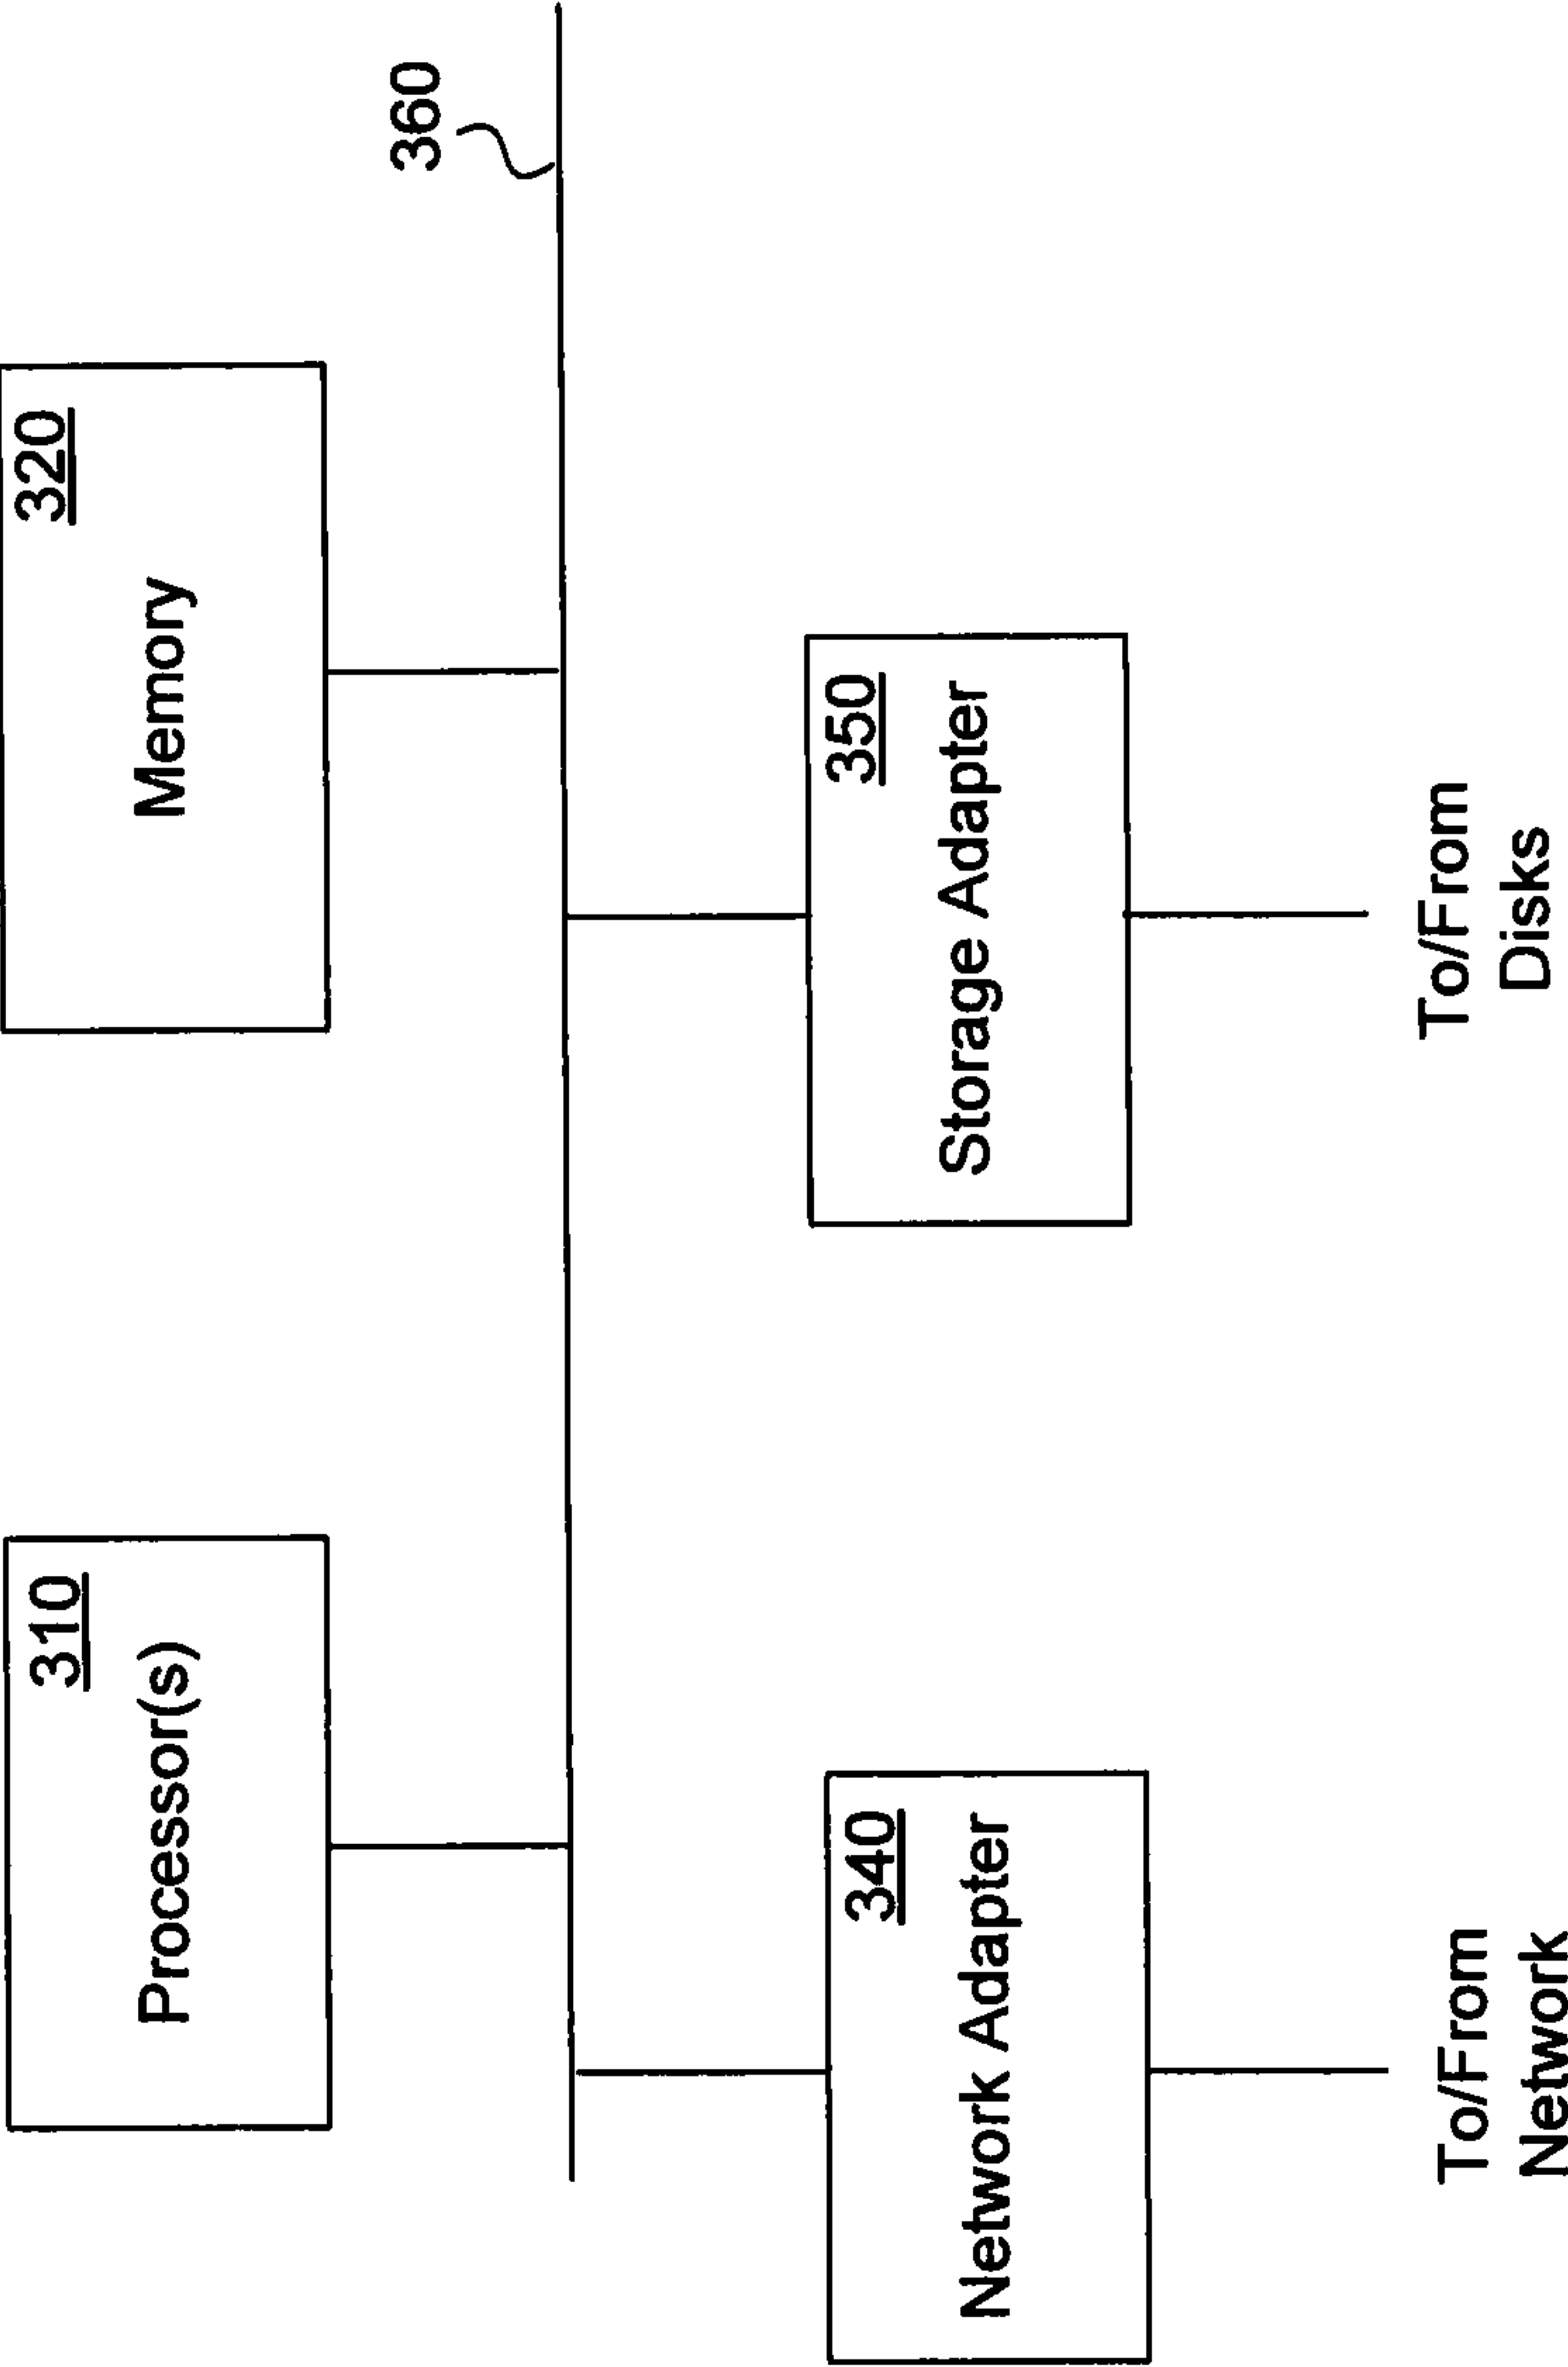 310
Processor(s)
320
Memory
360
340
Network Adapter
350
Storage Adapter
To/From
Network
To/From
Disks